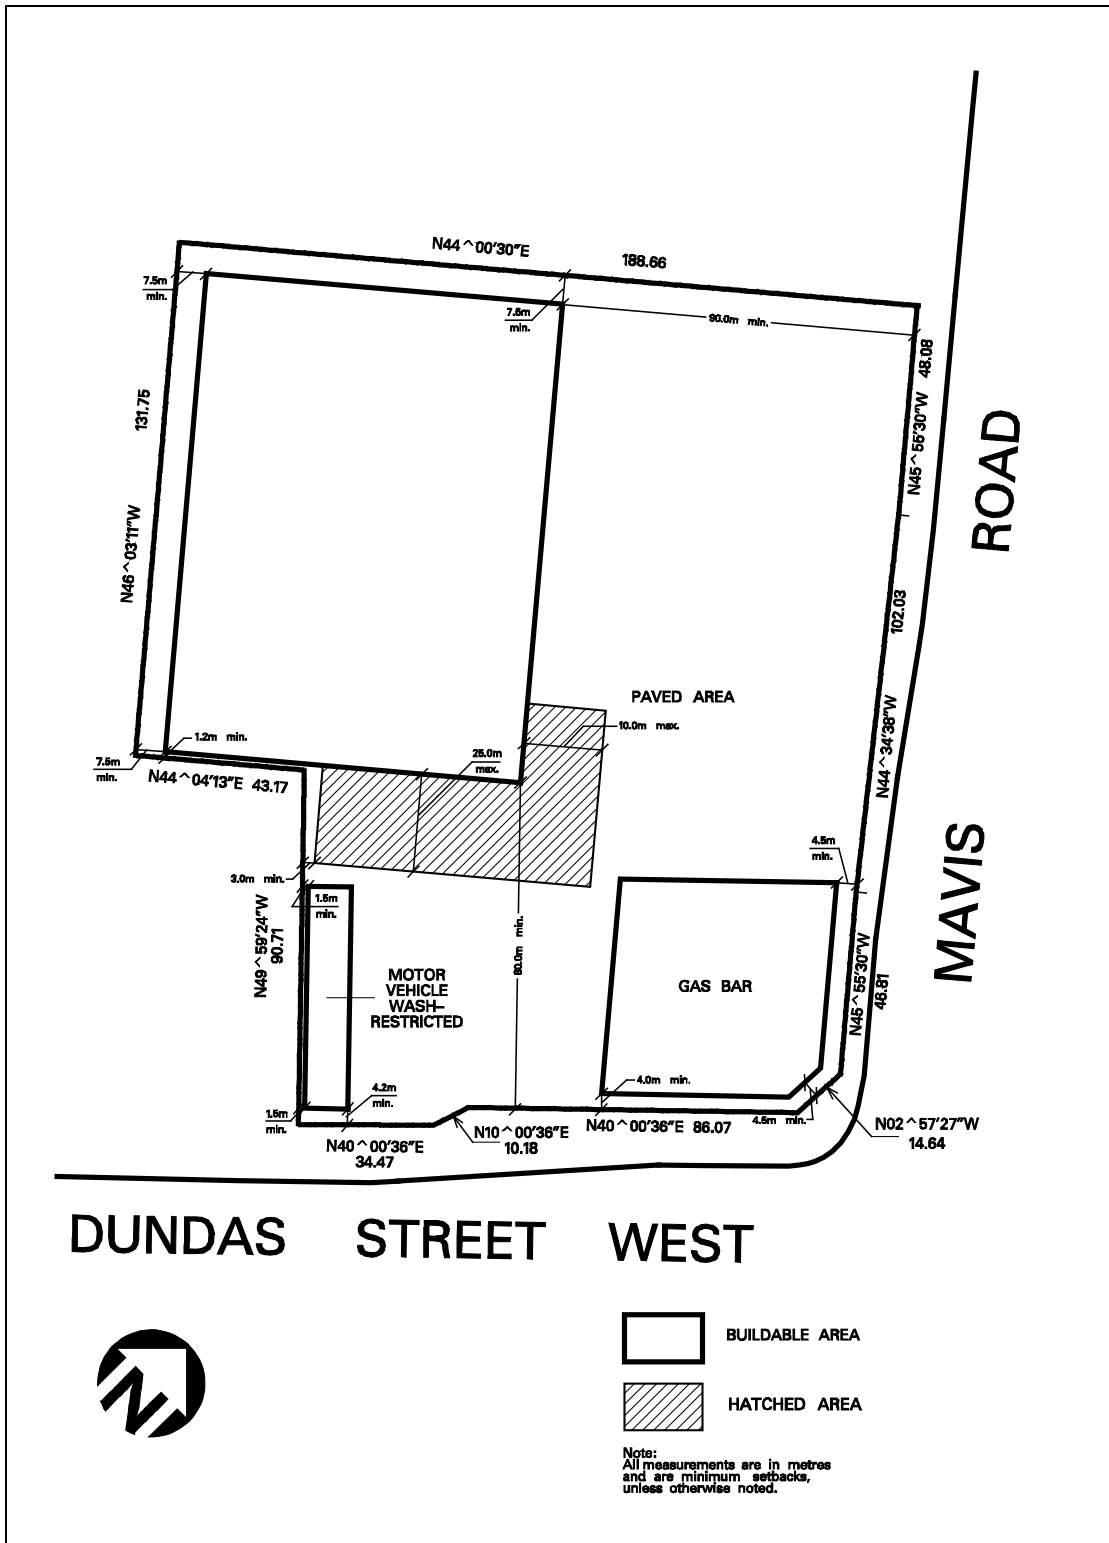 N44^00'30"E
188.66
7.5m
min.
7.5m
min.
90.0m min.
48.08
N45^55'30"W
131.75
N46^03'11"W
ROAD
102.03
N44^34'38"W
PAVED AREA
10.0m max.
1.2m min.
25.0m
max.
7.5m
min.
N44^04'13"E 43.17
4.5m
min.
MAVIS
3.0m min.
1.5m
min.
N49^59'24"W
90.71
MOTOR
VEHICLE
WASH-
RESTRICTED
GAS BAR
N45^55'30"W
46.81
4.2m
min.
4.0m min.
1.5m
min.
4.5m min.
N40^00'36"E
34.47
N10^00'36"E
10.18
N40^00'36"E 86.07
N02^57'27"W
14.64
DUNDAS STREET WEST
N
BUILDABLE AREA
HATCHED AREA
Note:
All measurements are in metres
and are minimum setbacks,
unless otherwise noted.